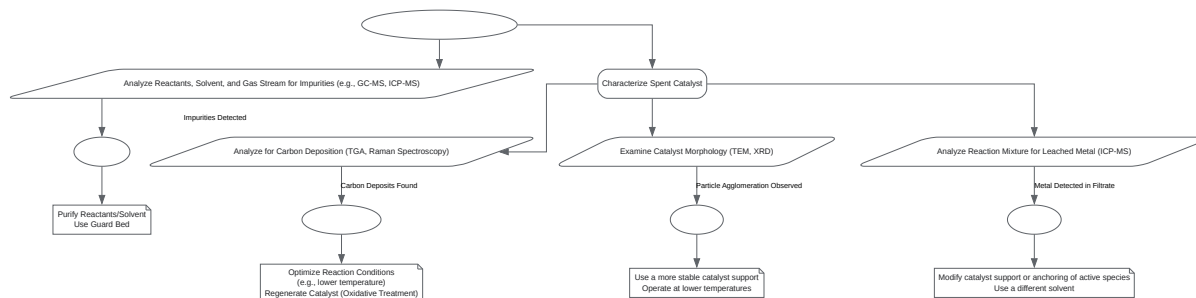 Analyze Reactants, Solvent, and Gas Stream for Impurities (e.g., GC-MS, ICP-MS)
Characterize Spent Catalyst
Impurities Detected
Analyze for Carbon Deposition (TGA, Raman Spectroscopy)
Examine Catalyst Morphology (TEM, XRD)
Analyze Reaction Mixture for Leached Metal (ICP-MS)
Carbon Deposits Found
Particle Agglomeration Observed
Metal Detected in Filtrate
Purify Reactants/Solvent
Use Guard Bed
Optimize Reaction Conditions
(e.g., lower temperature)
Regenerate Catalyst (Oxidative Treatment)
Use a more stable catalyst support
Operate at lower temperatures
Modify catalyst support or anchoring of active species
Use a different solvent